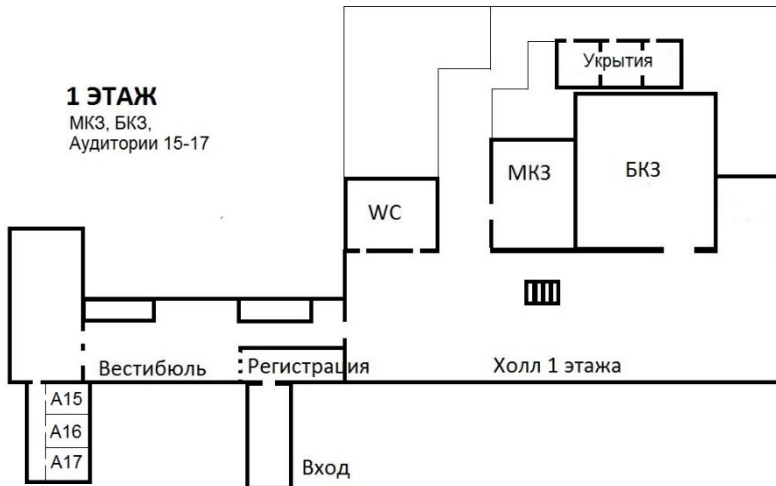 1 ЭТАЖ
МКЗ, БКЗ,
Аудитории 15-17
Укрытия
МКЗ
БКЗ
WC
Вестибюль
Регистрация
Холл 1 этажа
А15
А16
А17
Вход